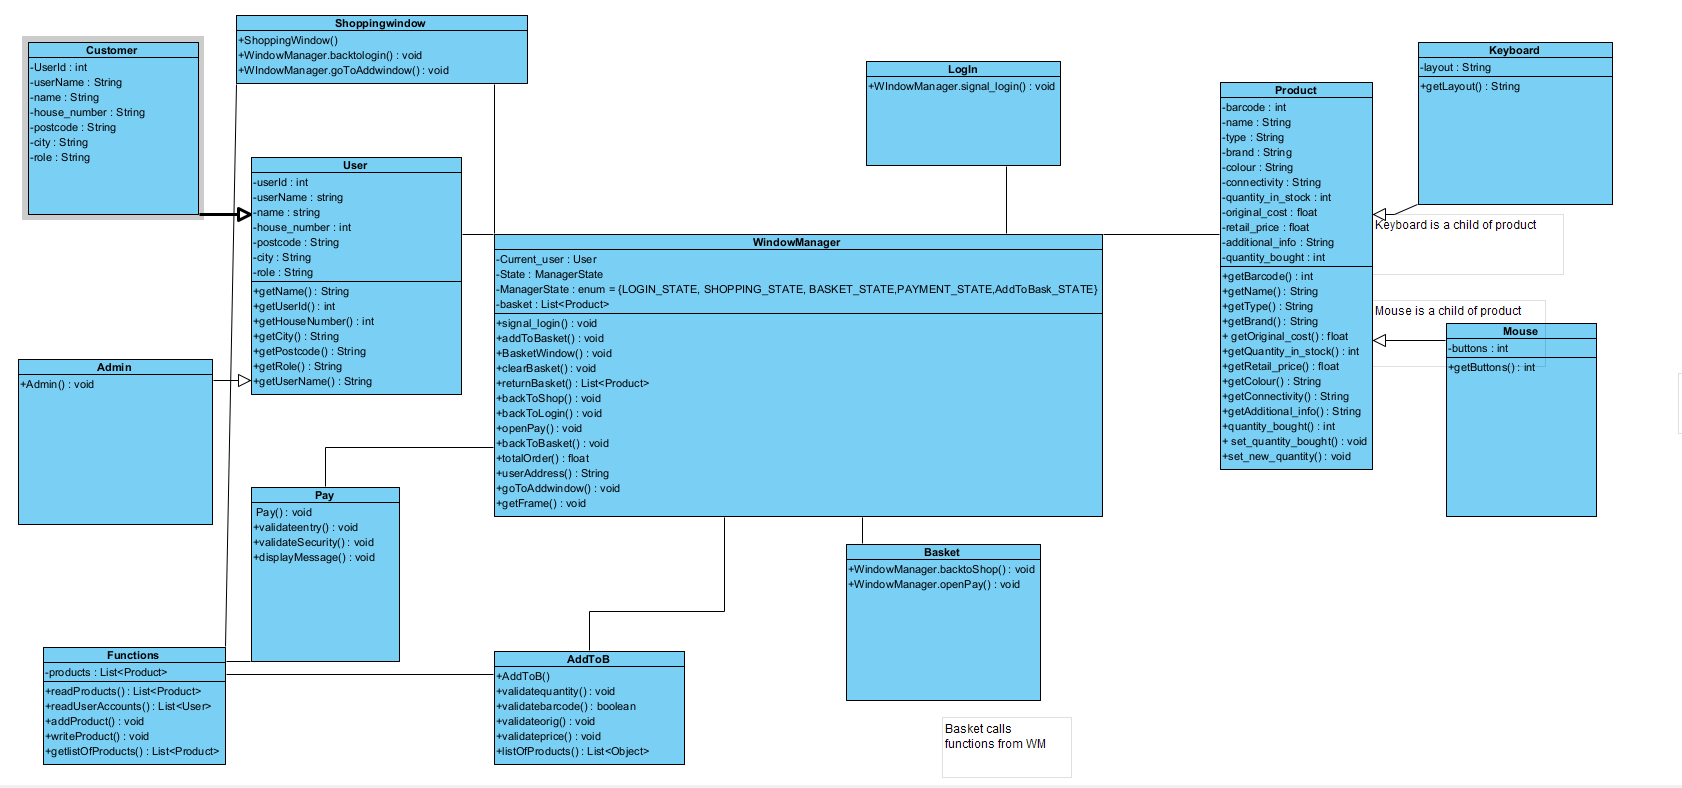 Shoppingwindow
+ShoppingWindow()
+WindowManager.backtologin() : void
+WIndowManager.goToAddwindow() : void
Customer
-UserId : int
-userName : String
-name : String
-house_number : String
-postcode : String
-city : String
-role : String
User
-userId : int
-userName : string
-name : string
-house_number : int
-postcode : String
-city : String
-role : String
+getName() : String
+getUserId() : int
+getHouseNumber() : int
+getCity() : String
+getPostcode() : String
+getRole() : String
+getUserName() : String
Admin
+Admin() : void
LogIn
+WIndowManager.signal_login() : void
WindowManager
-Current_user : User
-State : ManagerState
-ManagerState : enum = {LOGIN_STATE, SHOPPING_STATE, BASKET_STATE,PAYMENT_STATE,AddToBask_STATE}
-basket : List<Product>
+signal_login() : void
+addToBasket() : void
+BasketWindow() : void
+clearBasket() : void
+returnBasket() : List<Product>
+backToShop() : void
+backToLogin() : void
+openPay() : void
+backToBasket() : void
+totalOrder() : float
+userAddress() : String
+goToAddwindow() : void
+getFrame() : void
Product
-barcode : int
-name : String
-type : String
-brand : String
-colour : String
-connectivity : String
-quantity_in_stock : int
-original_cost : float
-retail_price : float
-additional_info : String
-quantity_bought : int
+getBarcode() : int
+getName() : String
+getType() : String
+getBrand() : String
+ getOriginal_cost() : float
+getQuantity_in_stock() : int
+getRetail_price() : float
+getColour() : String
+getConnectivity() : String
+getAdditional_info() : String
+quantity_bought() : int
+ set_quantity_bought() : void
+set_new_quantity() : void
Keyboard
-layout : String
+getLayout() : String
Keyboard is a child of product
Mouse is a child of product
Mouse
-buttons : int
+getButtons() : int
Pay
Pay() : void
+validateentry() : void
+validateSecurity() : void
+displayMessage() : void
Basket
+WindowManager.backtoShop() : void
+WindowManager.openPay() : void
Functions
-products : List<Product>
+readProducts() : List<Product>
+readUserAccounts() : List<User>
+addProduct() : void
+writeProduct() : void
+getlistOfProducts() : List<Product>
AddToB
+AddToB()
+validatequantity() : void
+validatebarcode() : boolean
+validateorig() : void
+validateprice() : void
+listOfProducts() : List<Object>
Basket calls
functions from WM